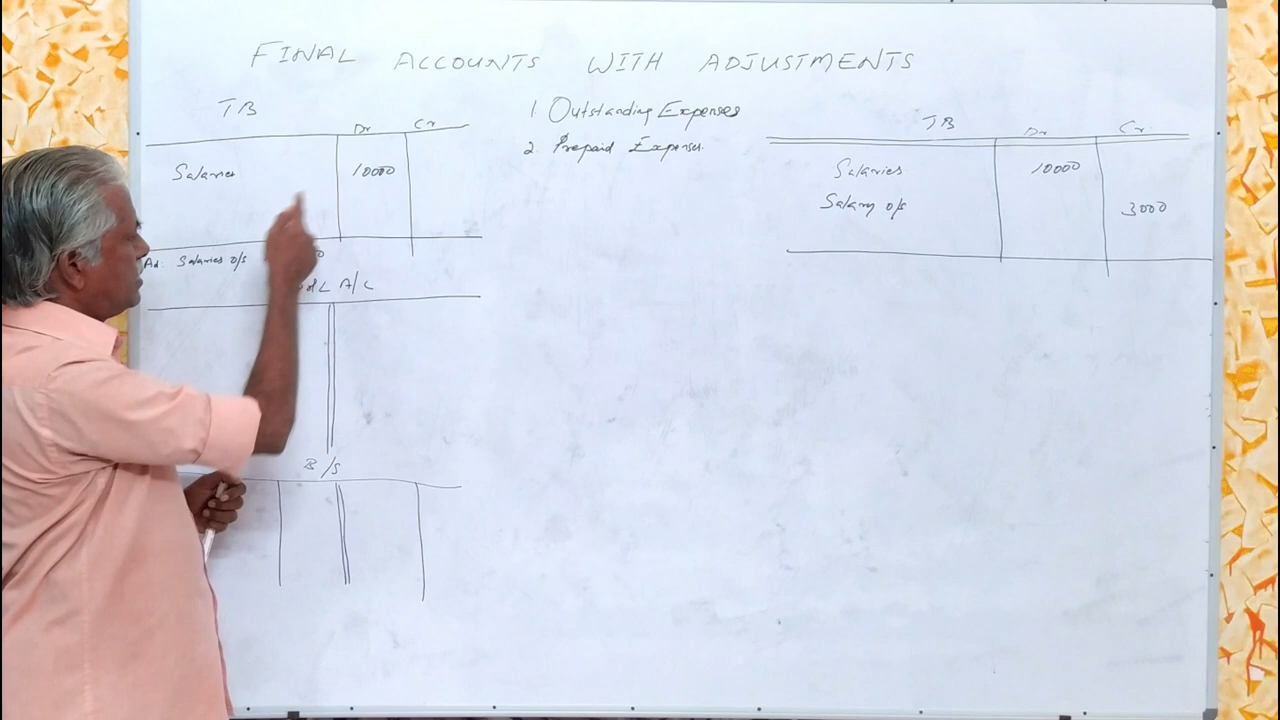 FINAL ACCOUNTS WITH ADJUSTMENTS
TB
Dr Cr
Salaries 10000
Ad: Salaries o/s
A/C
B/S
1. Outstanding Expenses
2. Prepaid Expenses.
TB
Dr Cr.
Salaries 10000
Salary o/s 3000